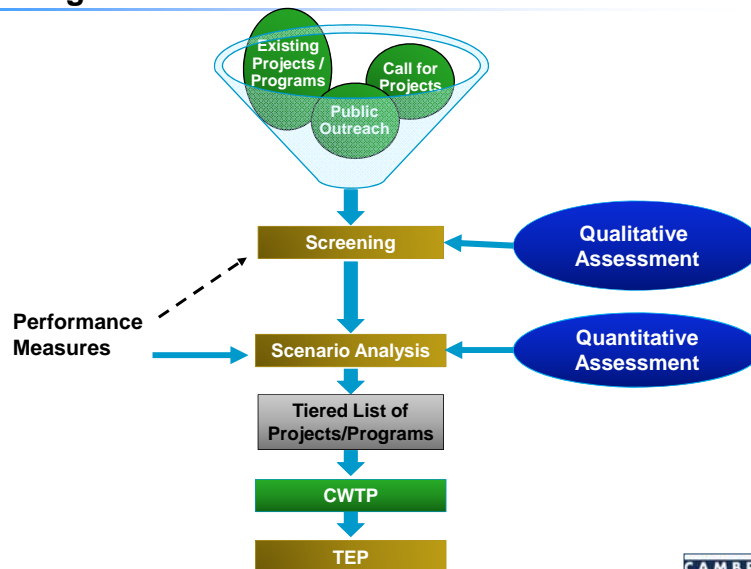 Existing
Projects /
Programs
Call for
Projects
Public
Outreach
Screening
Qualitative
Assessment
Performance
Measures
Scenario Analysis
Quantitative
Assessment
Tiered List of
Projects/Programs
CWTP
TEP